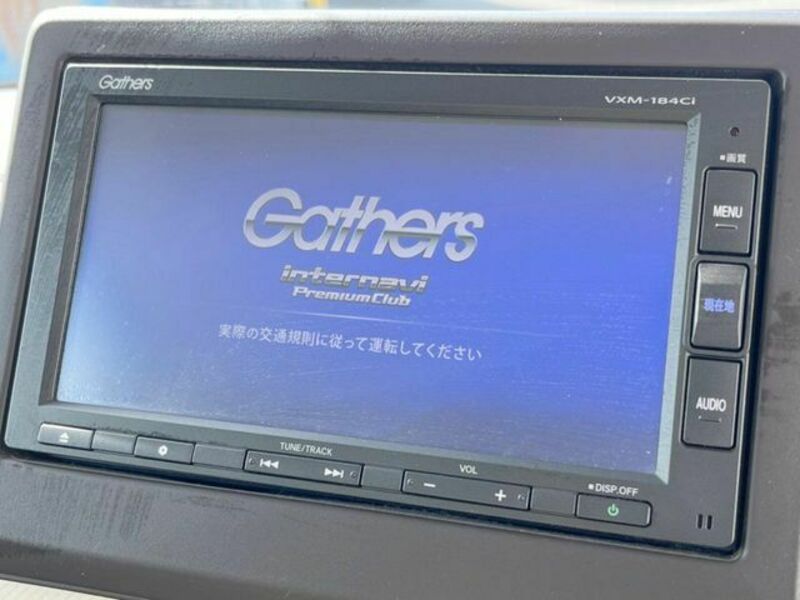 Gathers
VXM-184Ci
■画質
MENU
Gathers
internavi
Premium Club
現在地
実際の交通規則に従って運転してください
AUDIO
TUNE/TRACK
VOL
■DISP.OFF